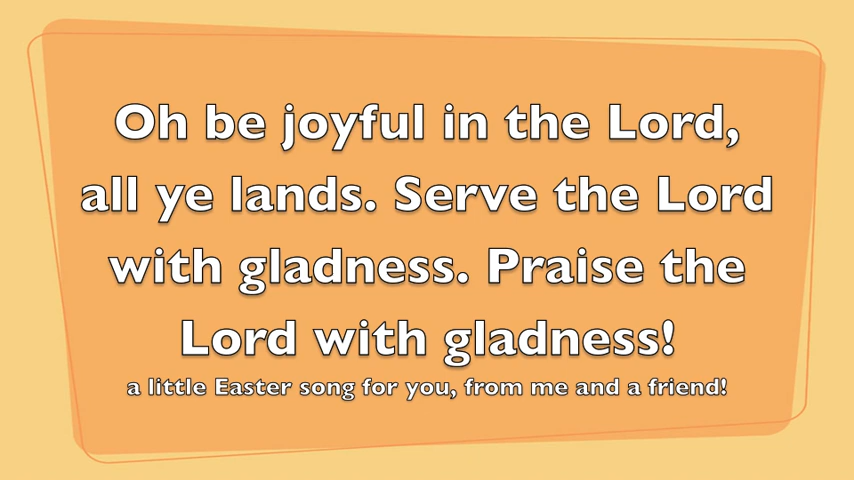 Oh be joyful in the Lord,
all ye lands. Serve the Lord
with gladness. Praise the
Lord with gladness!
a little Easter song for you, from me and a friend!